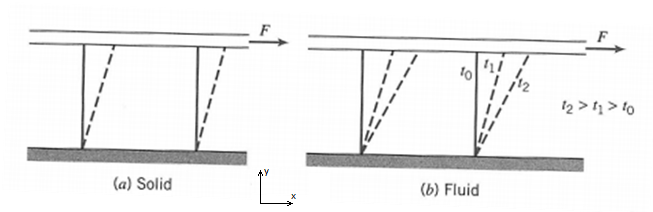 F
(a) Solid
y
x
F
t₀ t₁ t₂
t₂ > t₁ > t₀
(b) Fluid